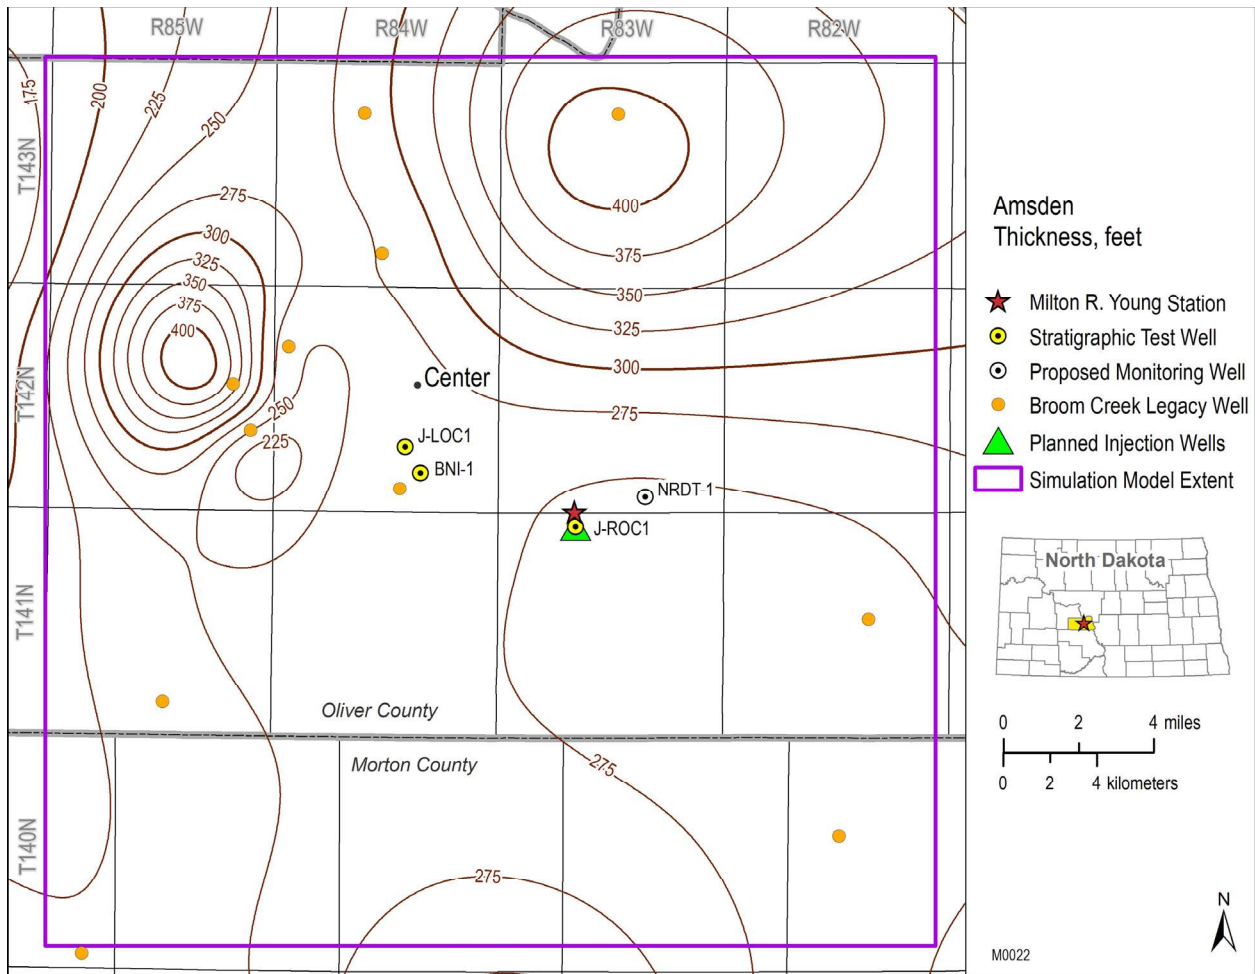 R85W
R84W
R83W
R82W
175
200
225
250
T143N
275
300
325
350
375
400
400
375
350
325
300
275
T142N
Center
250
225
J-LOC1
BNI-1
NRDT-1
J-ROC1
T141N
Oliver County
Morton County
275
T140N
275
Amsden
Thickness, feet
Milton R. Young Station
Stratigraphic Test Well
Proposed Monitoring Well
Broom Creek Legacy Well
Planned Injection Wells
Simulation Model Extent
North Dakota
0 2 4 miles
0 2 4 kilometers
N
M0022